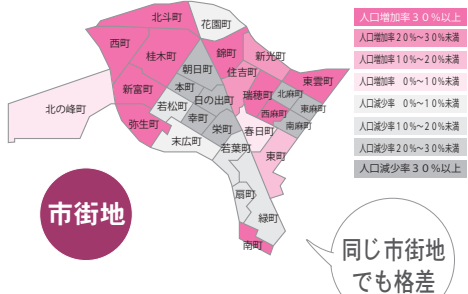 北斗町
花園町
西町
桂木町
錦町
新光町
朝日町
住吉町
東雲町
新富町
本町
日の出町
瑞穂町
北麻町
北の峰町
若松町
西麻町
東麻町
弥生町
幸町
栄町
南麻町
末広町
春日町
若葉町
東町
扇町
緑町
南町
市街地
人口増加率30％以上
人口増加率20％～30％未満
人口増加率10％～20％未満
人口増加率 0％～10％未満
人口減少率 0％～10％未満
人口減少率10％～20％未満
人口減少率20％～30％未満
人口減少率30％以上
同じ市街地
でも格差